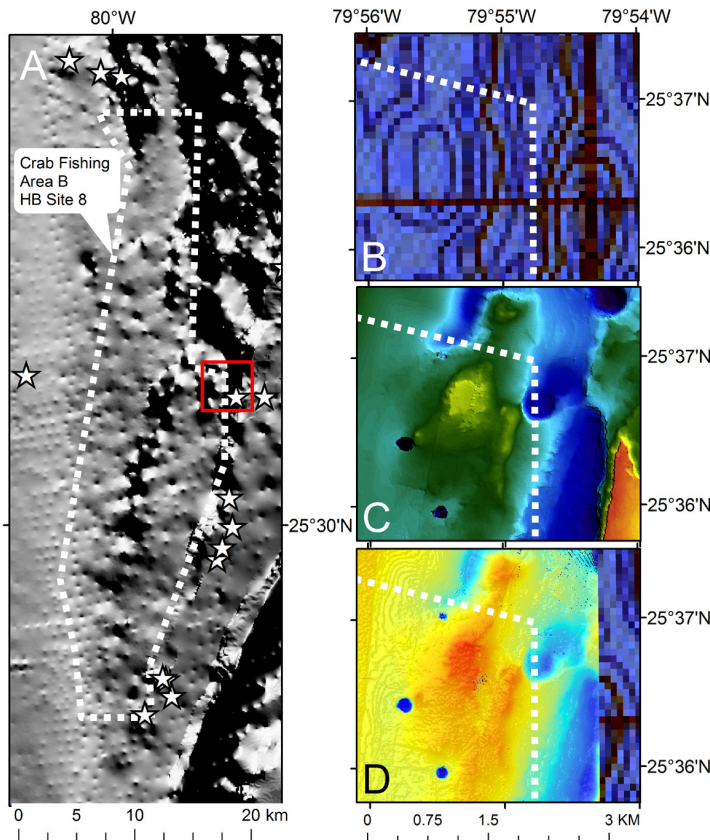 79°56'W 79°55'W 79°54'W
80°W
A
Crab Fishing
Area B
HB Site 8
25°30'N
0 5 10 20 km
B
25°37'N
25°36'N
C
25°37'N
25°36'N
D
25°37'N
25°36'N
0 0.75 1.5 3 KM